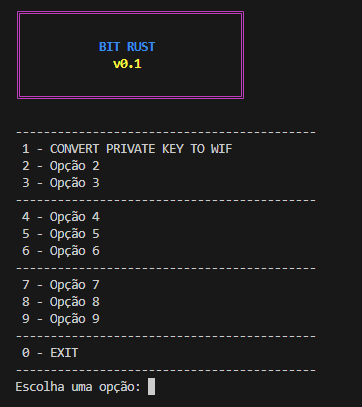 BIT RUST
v0.1
-------------------------------------------
1 - CONVERT PRIVATE KEY TO WIF
2 - Opção 2
3 - Opção 3
-------------------------------------------
4 - Opção 4
5 - Opção 5
6 - Opção 6
-------------------------------------------
7 - Opção 7
8 - Opção 8
9 - Opção 9
-------------------------------------------
0 - EXIT
-------------------------------------------
Escolha uma opção: